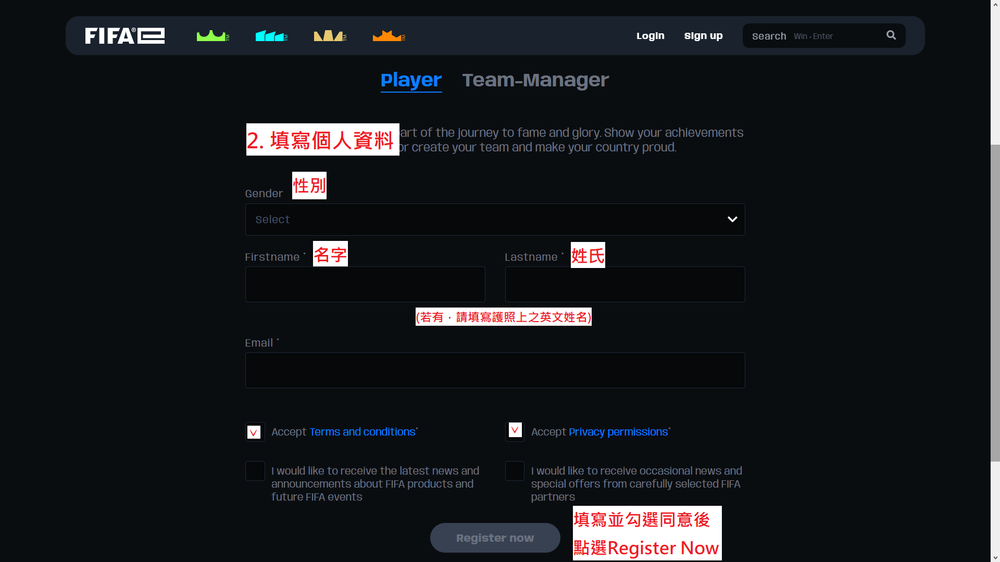 FIFA® TM TM TM TM Login Sign up Search Win + Enter
Player Team-Manager
2. 填寫個人資料 art of the journey to fame and glory. Show your achievements
or create your team and make your country proud.
Gender 性別
Select
Firstname * 名字 Lastname * 姓氏
(若有，請填寫護照上之英文姓名)
Email *
V Accept Terms and conditions* V Accept Privacy permissions*
I would like to receive the latest news and
announcements about FIFA products and
future FIFA events
I would like to receive occasional news and
special offers from carefully selected FIFA
partners
Register now
填寫並勾選同意後
點選Register Now